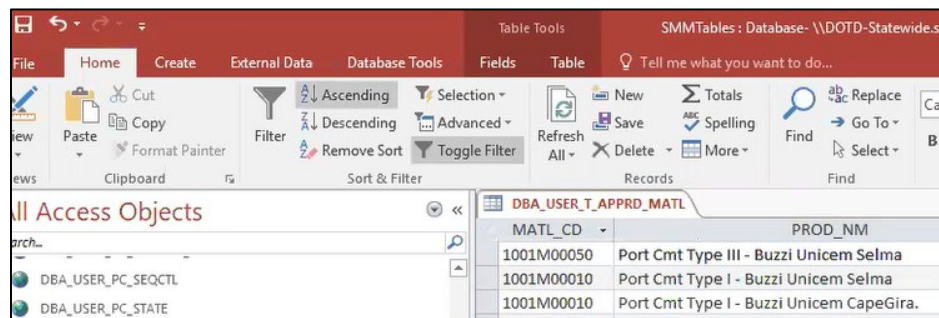 Table Tools
SMMTables : Database- \\DOTD-Statewide.s
File Home Create External Data Database Tools Fields Table Tell me what you want to do...
Cut
Copy
Format Painter
Paste
Clipboard
Filter
Ascending
Descending
Remove Sort
Selection
Advanced
Toggle Filter
Sort & Filter
Refresh
All
New
Save
Delete
Totals
Spelling
More
Records
Find
Replace
Go To
Select
Find
Ca
B
All Access Objects
arch...
DBA_USER_PC_SEQCTL
DBA_USER_PC_STATE
DBA_USER_T_APPRD_MATL
MATL_CD PROD_NM
1001M00050 Port Cmt Type III - Buzzi Unicem Selma
1001M00010 Port Cmt Type I - Buzzi Unicem Selma
1001M00010 Port Cmt Type I - Buzzi Unicem CapeGira.